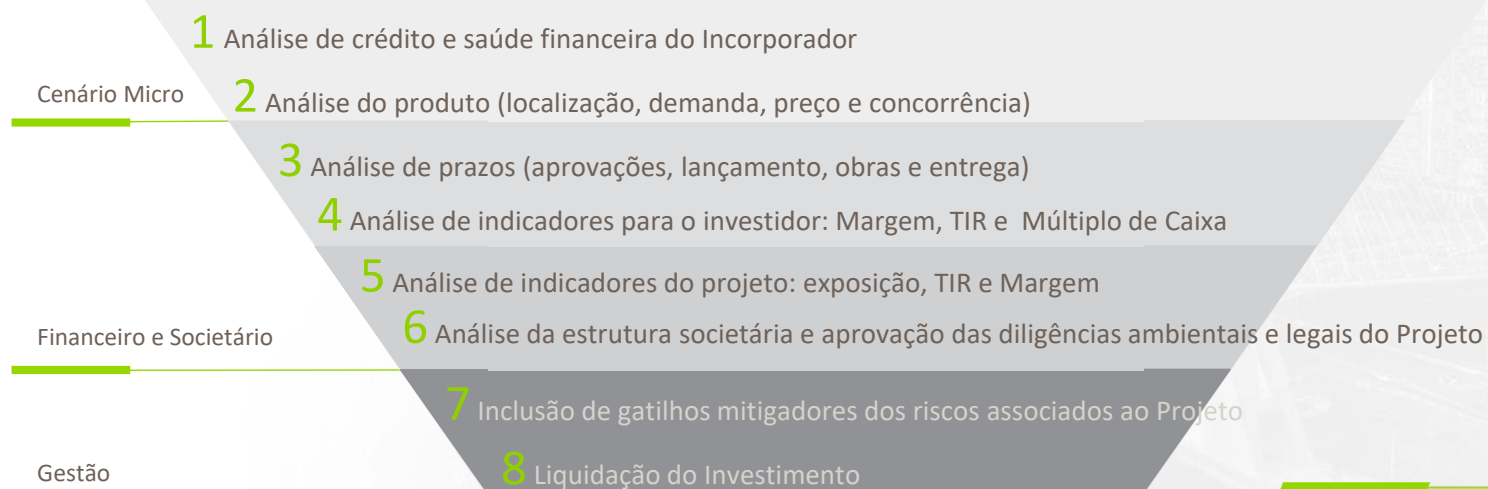 1 Análise de crédito e saúde financeira do Incorporador
Cenário Micro
2 Análise do produto (localização, demanda, preço e concorrência)
3 Análise de prazos (aprovações, lançamento, obras e entrega)
4 Análise de indicadores para o investidor: Margem, TIR e Múltiplo de Caixa
5 Análise de indicadores do projeto: exposição, TIR e Margem
Financeiro e Societário
6 Análise da estrutura societária e aprovação das diligências ambientais e legais do Projeto
7 Inclusão de gatilhos mitigadores dos riscos associados ao Projeto
Gestão
8 Liquidação do Investimento